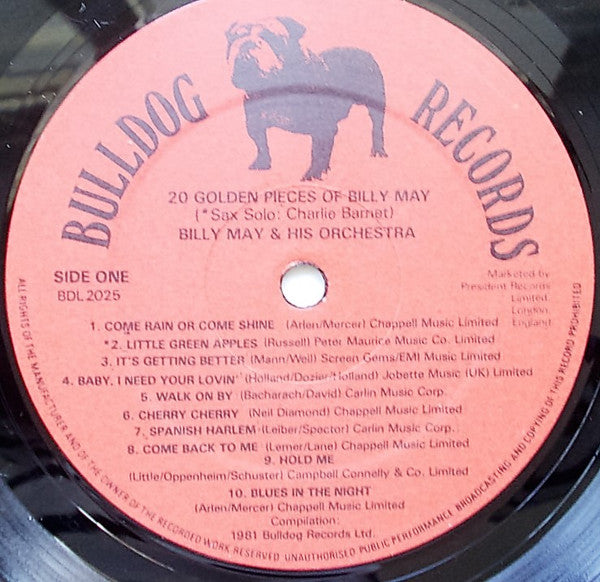 BULLDOG RECORDS
20 GOLDEN PIECES OF BILLY MAY
(*Sax Solo: Charlie Barnet)
BILLY MAY & HIS ORCHESTRA
SIDE ONE
BDL 2025
Marketed by
President Records
Limited,
London,
England.
1. COME RAIN OR COME SHINE (Arlen/Mercer) Chappell Music Limited
*2. LITTLE GREEN APPLES (Russell) Peter Maurice Music Co. Limited
3. IT'S GETTING BETTER (Mann/Weil) Screen Gems/EMI Music Limited
4. BABY, I NEED YOUR LOVIN' (Holland/Dozier/Holland) Jobette Music (UK) Limited
5. WALK ON BY (Bacharach/David) Carlin Music Corp.
6. CHERRY CHERRY (Neil Diamond) Chappell Music Limited
7. SPANISH HARLEM (Leiber/Spector) Carlin Music Corp.
8. COME BACK TO ME (Lerner/Lane) Chappell Music Limited
9. HOLD ME
(Little/Oppenheim/Schuster) Campbell Connelly & Co. Limited
10. BLUES IN THE NIGHT
(Arlen/Mercer) Chappell Music Limited
Compilation:
1981 Bulldog Records Ltd.
ALL RIGHTS OF THE MANUFACTURER AND OF THE OWNER OF THE RECORDED WORK RESERVED UNAUTHORISED PUBLIC PERFORMANCE BROADCASTING AND COPYING OF THIS RECORD PROHIBITED